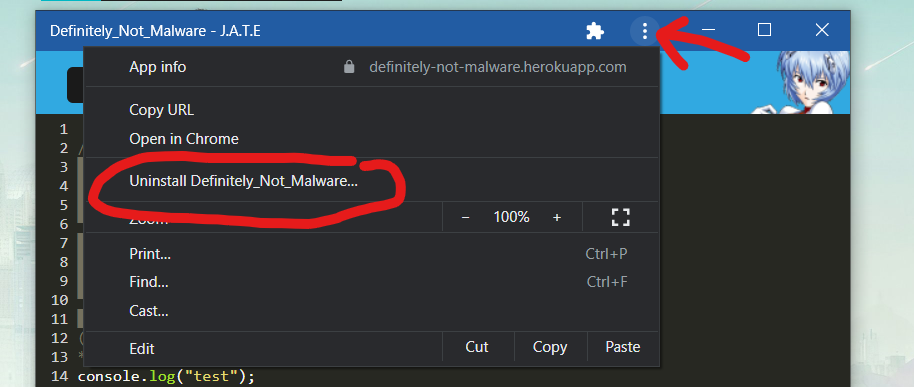 Definitely_Not_Malware - J.A.T.E
App info definitely-not-malware.herokuapp.com
Copy URL
Open in Chrome
Uninstall Definitely_Not_Malware...
Zoom - 100% +
Print... Ctrl+P
Find... Ctrl+F
Cast...
Edit Cut Copy Paste
1
2 /
3
4
5
6
7
8
9
10
11
12 (
13 *
14 console.log("test");